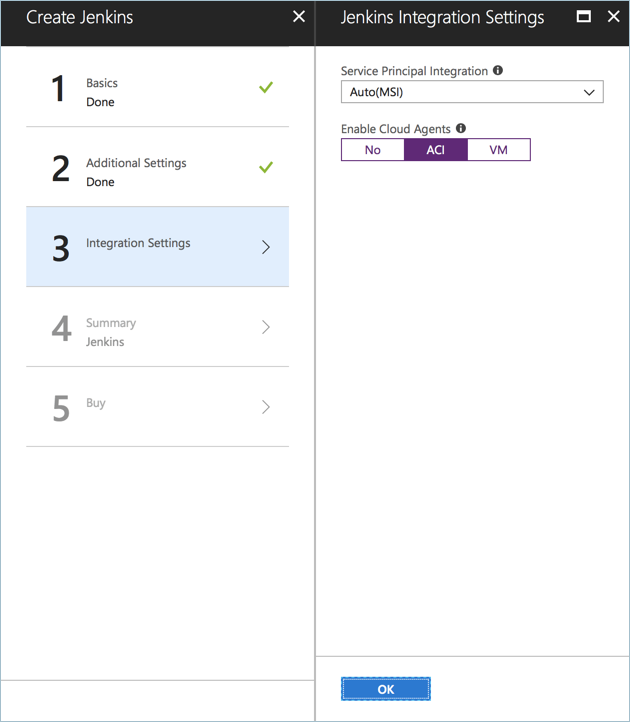 Create Jenkins
1
Basics
Done
2
Additional Settings
Done
3
Integration Settings
4
Summary
Jenkins
5
Buy
Jenkins Integration Settings
Service Principal Integration
Auto(MSI)
Enable Cloud Agents
No ACI VM
OK